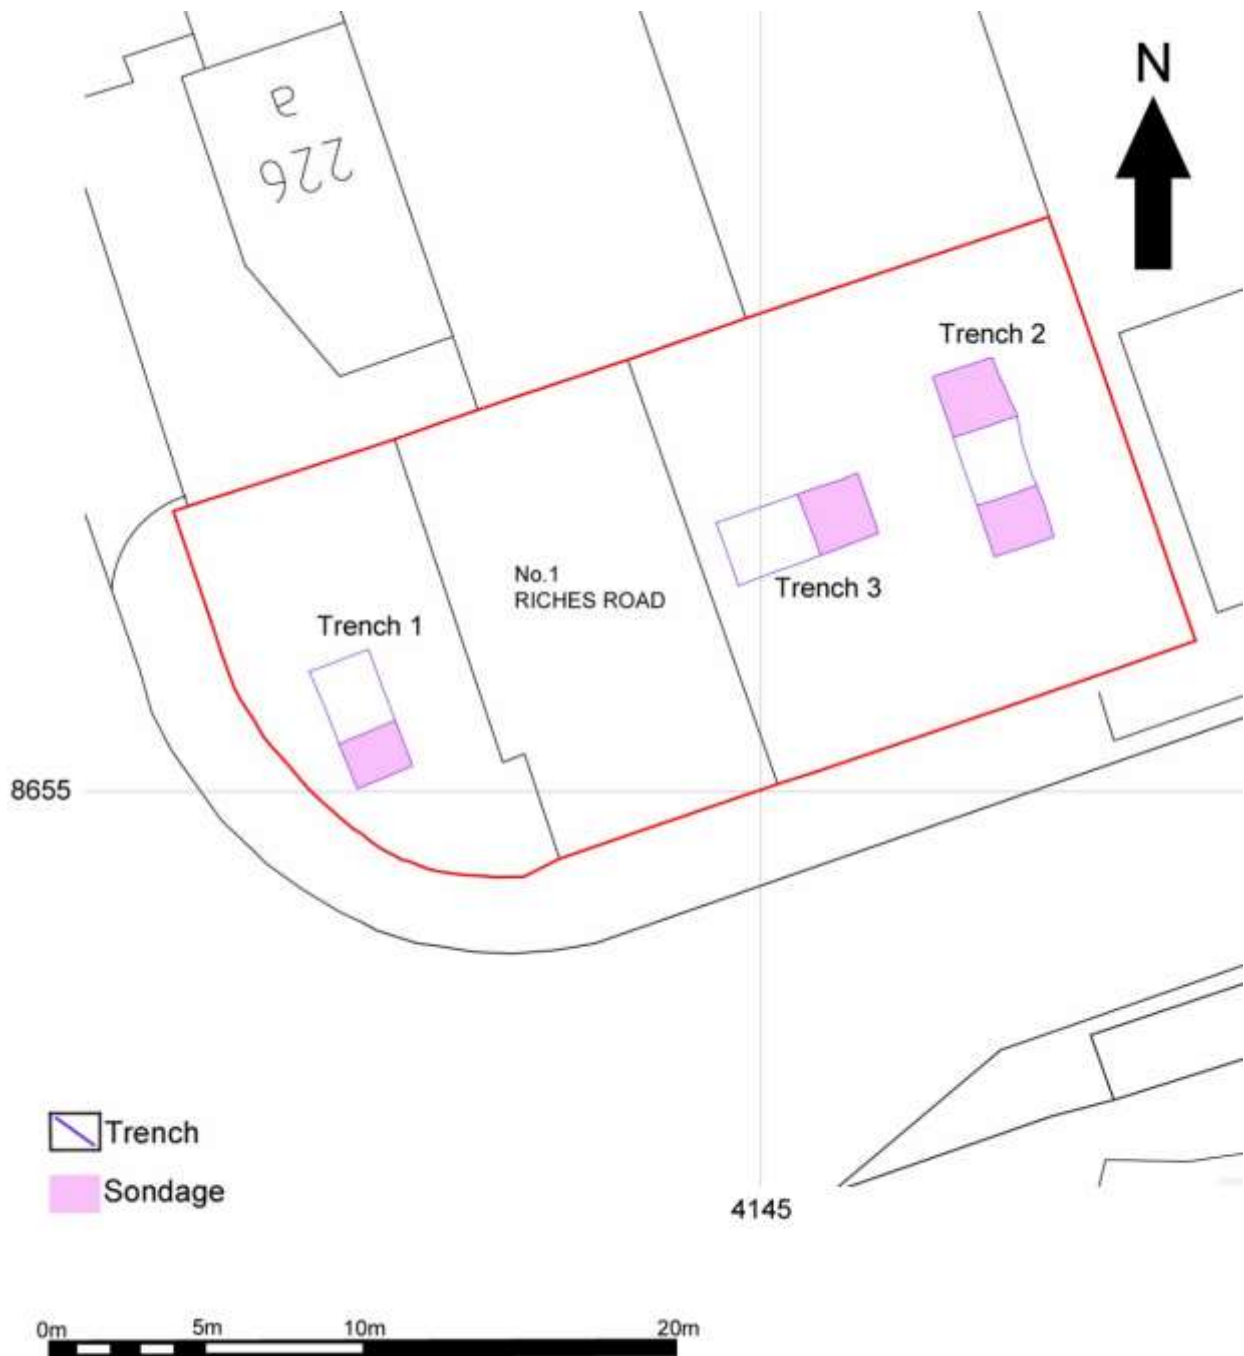 N
a
226
Trench 2
Trench 3
No.1
RICHES ROAD
Trench 1
8655
Trench
Sondage
4145
0m 5m 10m 20m